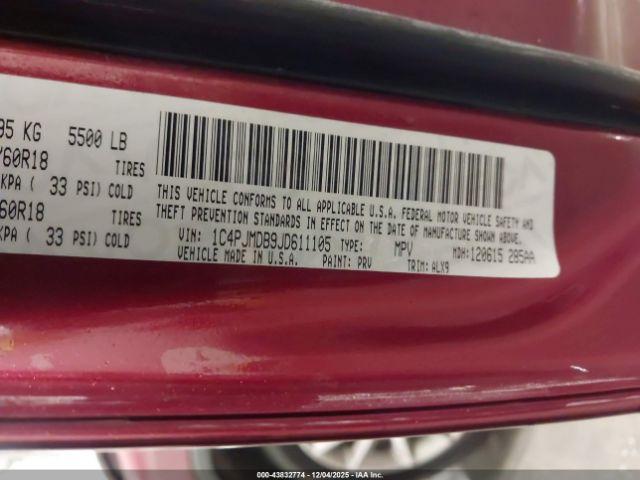 95 KG 5500 LB
/60R18 TIRES
KPA ( 33 PSI) COLD
60R18 TIRES
KPA ( 33 PSI) COLD
THIS VEHICLE CONFORMS TO ALL APPLICABLE U.S.A. FEDERAL MOTOR VEHICLE SAFETY AND
THEFT PREVENTION STANDARDS IN EFFECT ON THE DATE OF MANUFACTURE SHOWN ABOVE.
VIN: 1C4PJMDB9JD611105 TYPE: MPV MDH:120615 285AA
VEHICLE MADE IN U.S.A. PAINT: PRV TRIM: ALX9
000-43832774 - 12/04/2025 - IAA Inc.